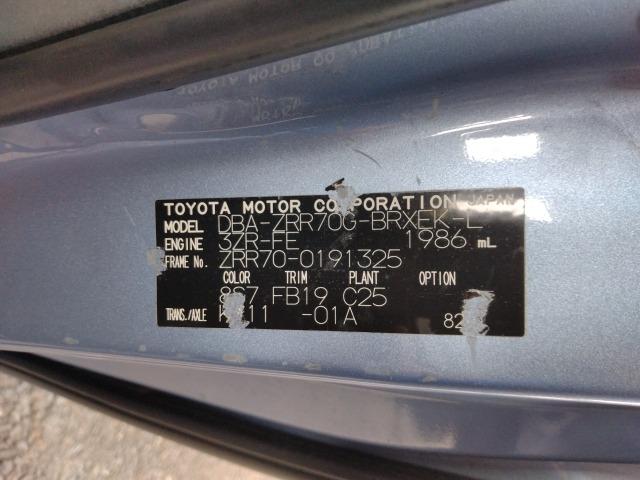 TOYOTA MOTOR CORPORATION JAPAN
MODEL DBA-ZRR70G-BRXEK-L
ENGINE 3ZR-FE 1986 mL
FRAME No. ZRR70-0191325
COLOR TRIM PLANT OPTION
FB19 C25
TRANS./AXLE -01A